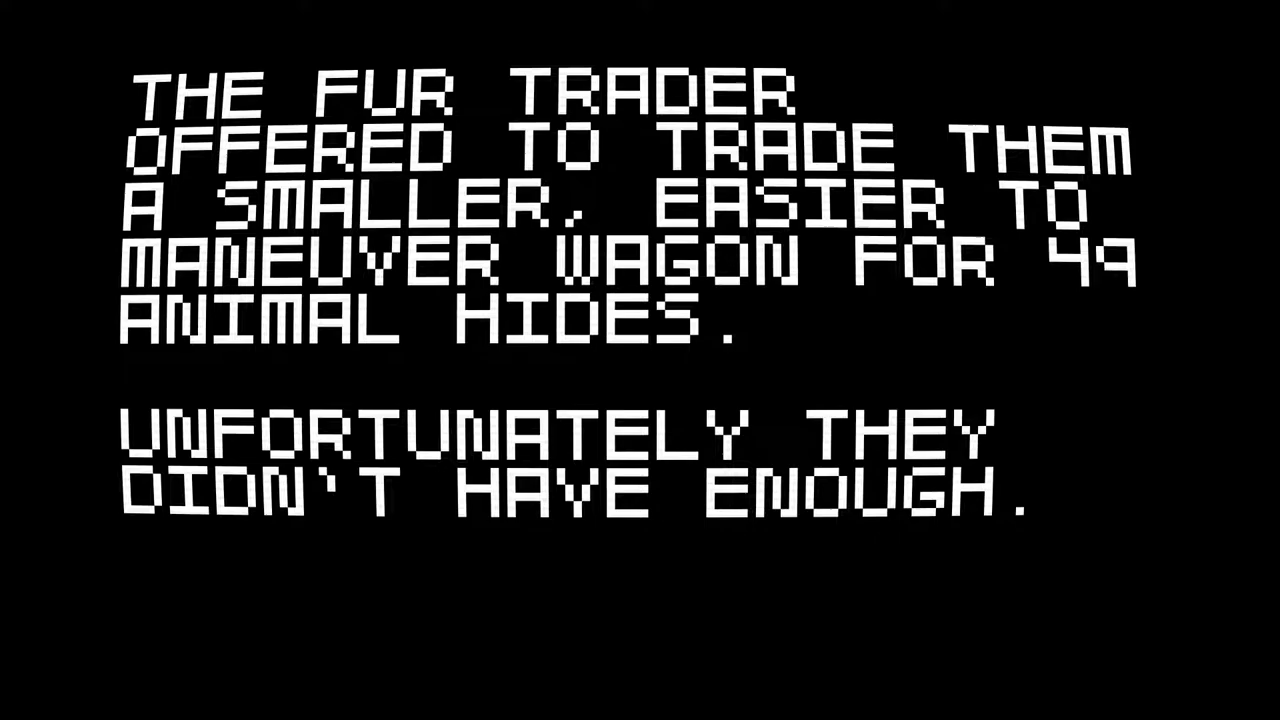 THE FUR TRADER
OFFERED TO TRADE THEM
A SMALLER, EASIER TO
MANEUVER WAGON FOR 49
ANIMAL HIDES.
UNFORTUNATELY THEY
DIDN'T HAVE ENOUGH.